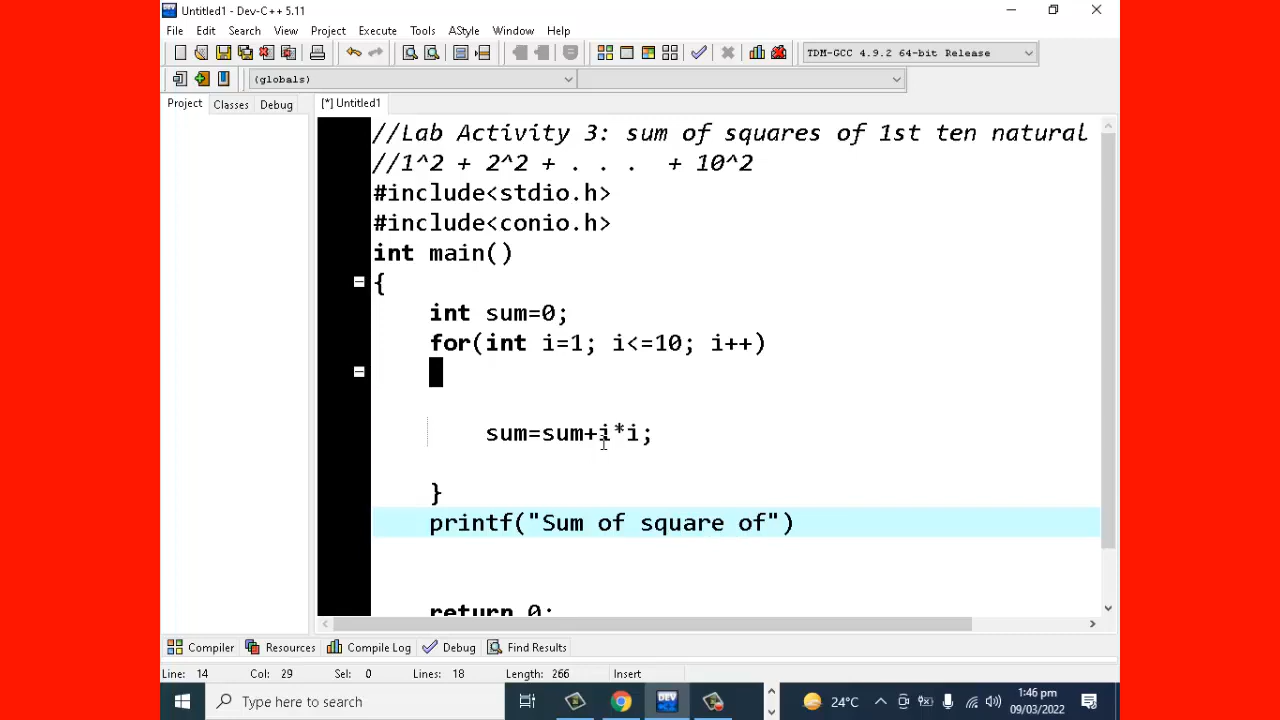 Untitled1 - Dev-C++ 5.11
File Edit Search View Project Execute Tools AStyle Window Help
TDM-GCC 4.9.2 64-bit Release
(globals)
Project Classes Debug [*] Untitled1
//Lab Activity 3: sum of squares of 1st ten natural
//1^2 + 2^2 + . . . + 10^2
#include<stdio.h>
#include<conio.h>
int main()
{
int sum=0;
for(int i=1; i<=10; i++)
sum=sum+i*i;
}
printf("Sum of square of")
return 0;
Compiler Resources Compile Log Debug Find Results
Line: 14 Col: 29 Sel: 0 Lines: 18 Length: 266 Insert
Type here to search
DEV
24°C
1:46 pm
09/03/2022